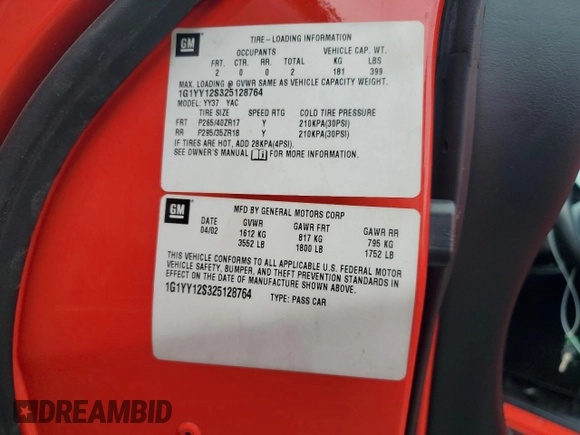 GM
TIRE-LOADING INFORMATION
OCCUPANTS VEHICLE CAP. WT.
FRT. CTR. RR. TOTAL KG LBS
2 0 0 2 181 399
MAX. LOADING @ GVWR SAME AS VEHICLE CAPACITY WEIGHT.
1G1YY12S325128764
MODEL: YY37 YAC
TIRE SIZE SPEED RTG COLD TIRE PRESSURE
FRT P265/40ZR17 Y 210KPA(30PSI)
RR P295/35ZR18 Y 210KPA(30PSI)
IF TIRES ARE HOT, ADD 28KPA(4PSI).
SEE OWNER'S MANUAL FOR MORE INFORMATION.
GM
MFD BY GENERAL MOTORS CORP
DATE GVWR GAWR FRT GAWR RR
04/02 1612 KG 817 KG 795 KG
3552 LB 1800 LB 1752 LB
THIS VEHICLE CONFORMS TO ALL APPLICABLE U.S. FEDERAL MOTOR
VEHICLE SAFETY, BUMPER, AND THEFT PREVENTION STANDARDS IN
EFFECT ON THE DATE OF MANUFACTURE SHOWN ABOVE.
1G1YY12S325128764
TYPE: PASS CAR
DREAMBID